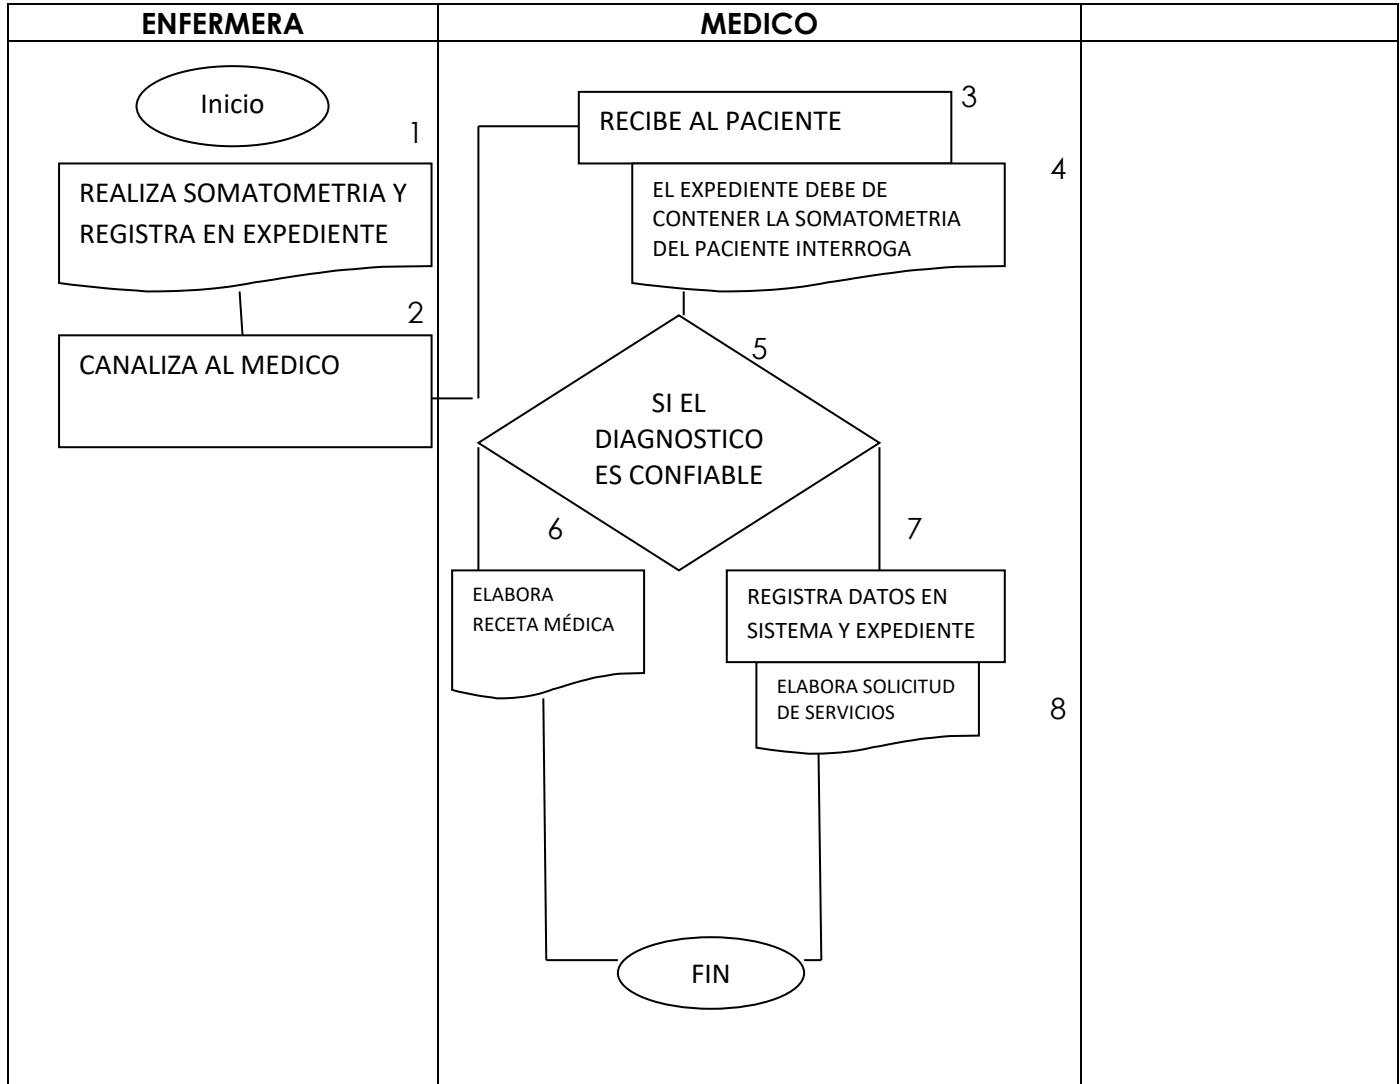 ENFERMERA
MEDICO
Inicio
1
REALIZA SOMATOMETRIA Y
REGISTRA EN EXPEDIENTE
2
CANALIZA AL MEDICO
3
RECIBE AL PACIENTE
4
EL EXPEDIENTE DEBE DE
CONTENER LA SOMATOMETRIA
DEL PACIENTE INTERROGA
5
SI EL
DIAGNOSTICO
ES CONFIABLE
6
ELABORA
RECETA MÉDICA
7
REGISTRA DATOS EN
SISTEMA Y EXPEDIENTE
ELABORA SOLICITUD
DE SERVICIOS
8
FIN